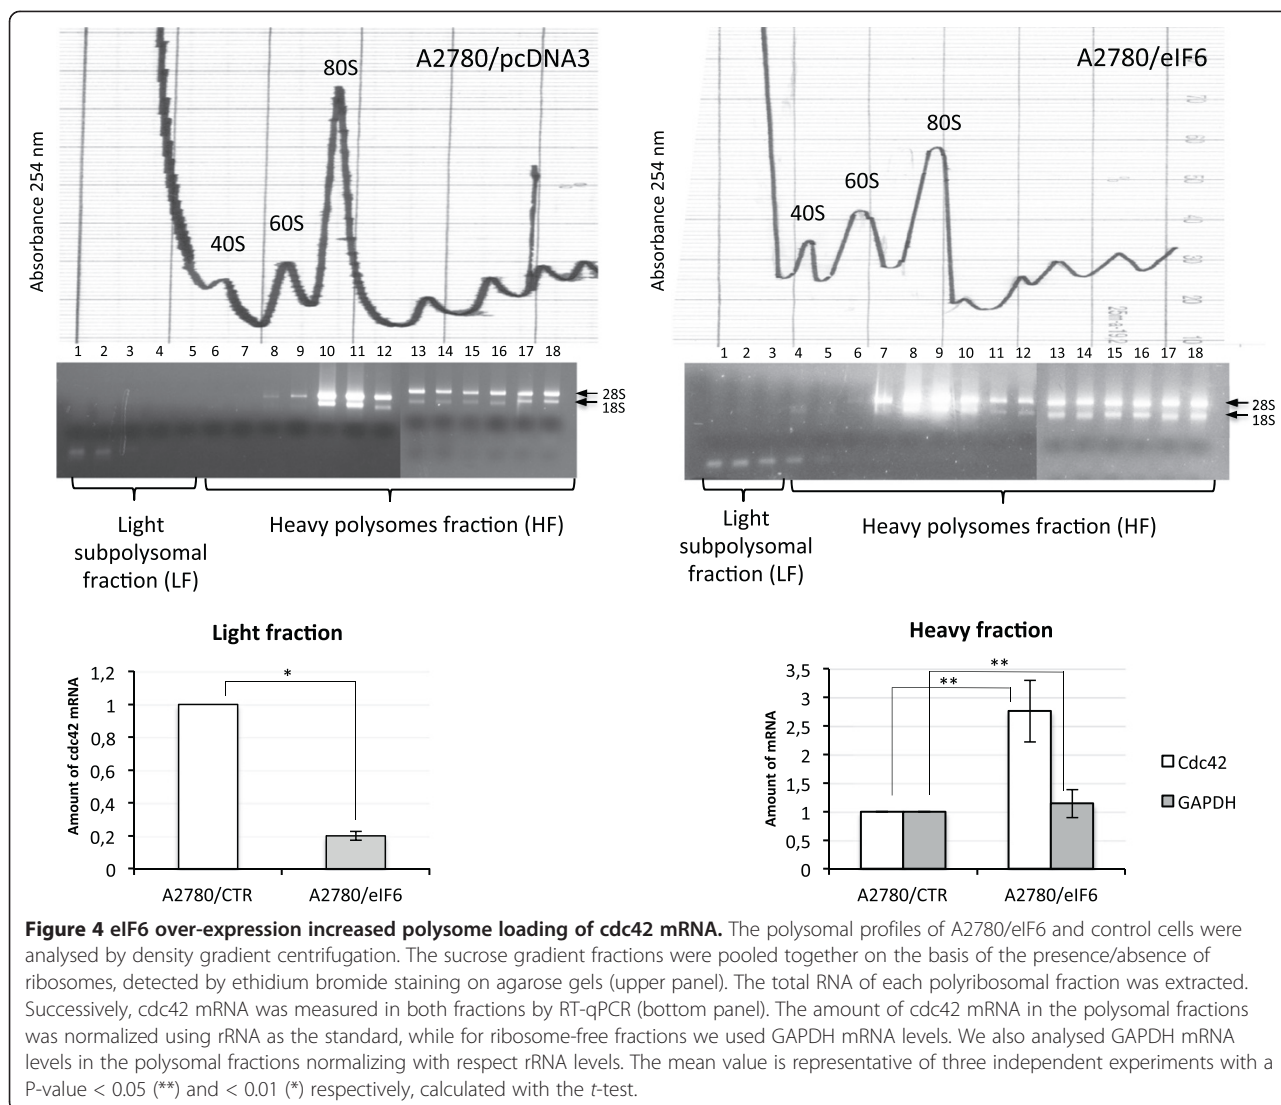 A2780/pcDNA3
80S
60S
40S
Absorbance 254 nm
1 2 3 4 5 6 7 8 9 10 11 12 13 14 15 16 17 18
28S
18S
Light
subpolysomal
fraction (LF)
Heavy polysomes fraction (HF)
A2780/eIF6
80S
60S
40S
Absorbance 254 nm
70
60
50
40
30
20
10
1 2 3 4 5 6 7 8 9 10 11 12 13 14 15 16 17 18
28S
18S
Light
subpolysomal
fraction (LF)
Heavy polysomes fraction (HF)
Light fraction
Amount of cdc42 mRNA
1,2
1
0,8
0,6
0,4
0,2
0
*
A2780/CTR A2780/eIF6
Heavy fraction
Amount of mRNA
3,5
3
2,5
2
1,5
1
0,5
0
**
**
Cdc42
GAPDH
A2780/CTR A2780/eIF6
Figure 4 eIF6 over-expression increased polysome loading of cdc42 mRNA. The polysomal profiles of A2780/eIF6 and control cells were
analysed by density gradient centrifugation. The sucrose gradient fractions were pooled together on the basis of the presence/absence of
ribosomes, detected by ethidium bromide staining on agarose gels (upper panel). The total RNA of each polyribosomal fraction was extracted.
Successively, cdc42 mRNA was measured in both fractions by RT-qPCR (bottom panel). The amount of cdc42 mRNA in the polysomal fractions
was normalized using rRNA as the standard, while for ribosome-free fractions we used GAPDH mRNA levels. We also analysed GAPDH mRNA
levels in the polysomal fractions normalizing with respect rRNA levels. The mean value is representative of three independent experiments with a
P-value < 0.05 (**) and < 0.01 (*) respectively, calculated with the t-test.